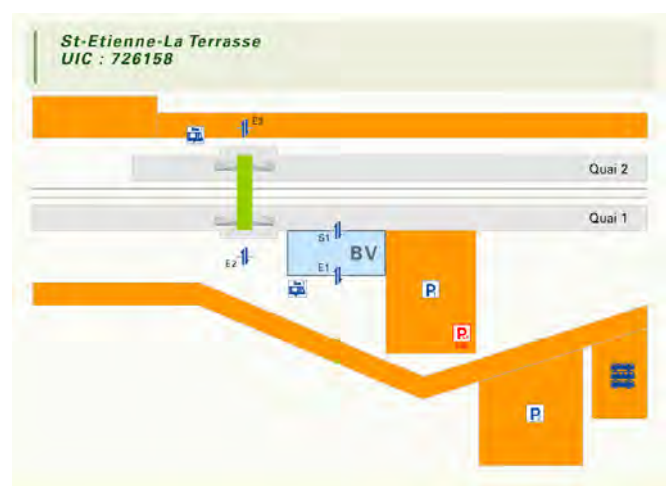 St-Etienne-La Terrasse
UIC : 726158
E3
Quai 2
Quai 1
S1
BV
E2
E1
P
P
P